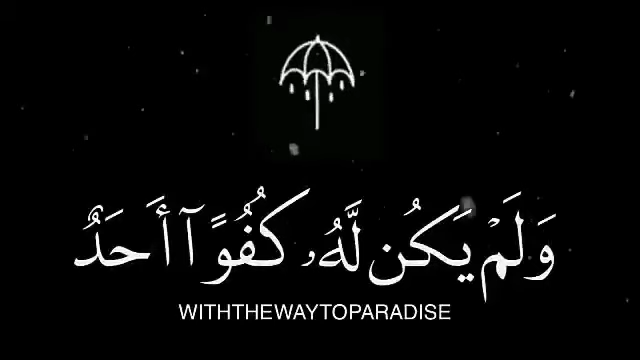 وَلَمْ يَكُن لَّهُۥ كُفُوًا أَحَدٌ
WITHTHEWAYTOPARADISE